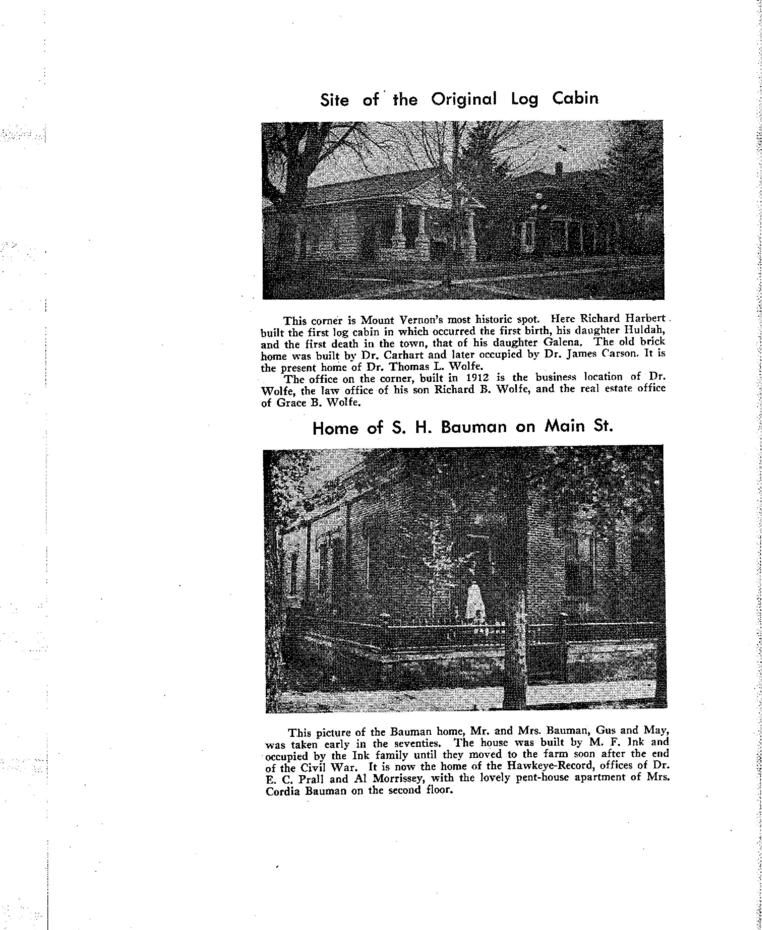 Site of the Original Log Cabin
This corner is Mount Vernon's most historic spot. Here Richard Harbert
built the first log cabin in which occurred the first birth, his daughter Huldah,
and the first death in the town, that of his daughter Galena. The old brick
home was built by Dr. Carhart and later occupied by Dr. James Carson. It is
the present home of Dr. Thomas L. Wolfe.
The office on the corner, built in 1912 is the business location of Dr.
Wolfe, the law office of his son Richard B. Wolfe, and the real estate office
of Grace B. Wolfe.
Home of S. H. Bauman on Main St.
This picture of the Bauman home, Mr. and Mrs. Bauman, Gus and May,
was taken early in the seventies. The house was built by M. F. Ink and
occupied by the Ink family until they moved to the farm soon after the end
of the Civil War. It is now the home of the Hawkeye-Record, offices of Dr.
E. C. Prall and Al Morrissey, with the lovely pent-house apartment of Mrs.
Cordia Bauman on the second floor.